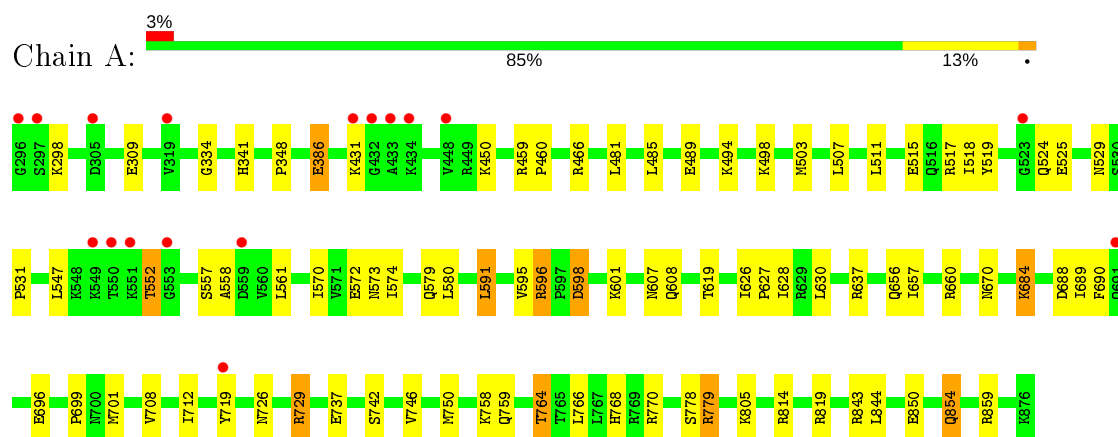 3%
Chain A:
85%
13%
•
G296 S297 K298 D305 E309 V319 G334 H341 P348 E386 K431 G432 A433 K434 V448 R449 K450 R459 P460 R466 L481 L485 E489 K494 K498 M503 L507 L511 E515 Q516 R517 I518 Y519 G523 Q524 E525 N529 S530
P531 L547 K548 K549 T550 K551 T552 G553 S557 A558 D559 V560 L561 I570 V571 E572 N573 I574 Q579 L580 L591 V595 R596 P597 D598 K601 N607 Q608 T619 I626 P627 I628 R629 L630 R637 Q656 I657 R660 N670 K684 D688 I689 F690 Q691
E696 P699 N700 M701 V708 I712 Y719 N726 R729 E737 S742 V746 M750 K758 Q759 T764 T765 L766 L767 H768 R769 R770 S778 R779 K805 R814 R819 R843 L844 E850 Q854 R859 K876